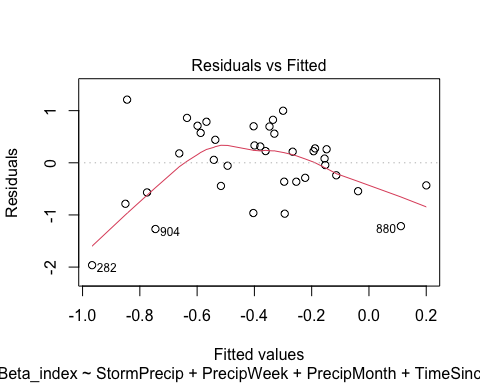 Residuals vs Fitted
Residuals
1
0
-1
-2
282
904
880
-1.0 -0.8 -0.6 -0.4 -0.2 0.0 0.2
Fitted values
Beta_index ~ StormPrecip + PrecipWeek + PrecipMonth + TimeSinc